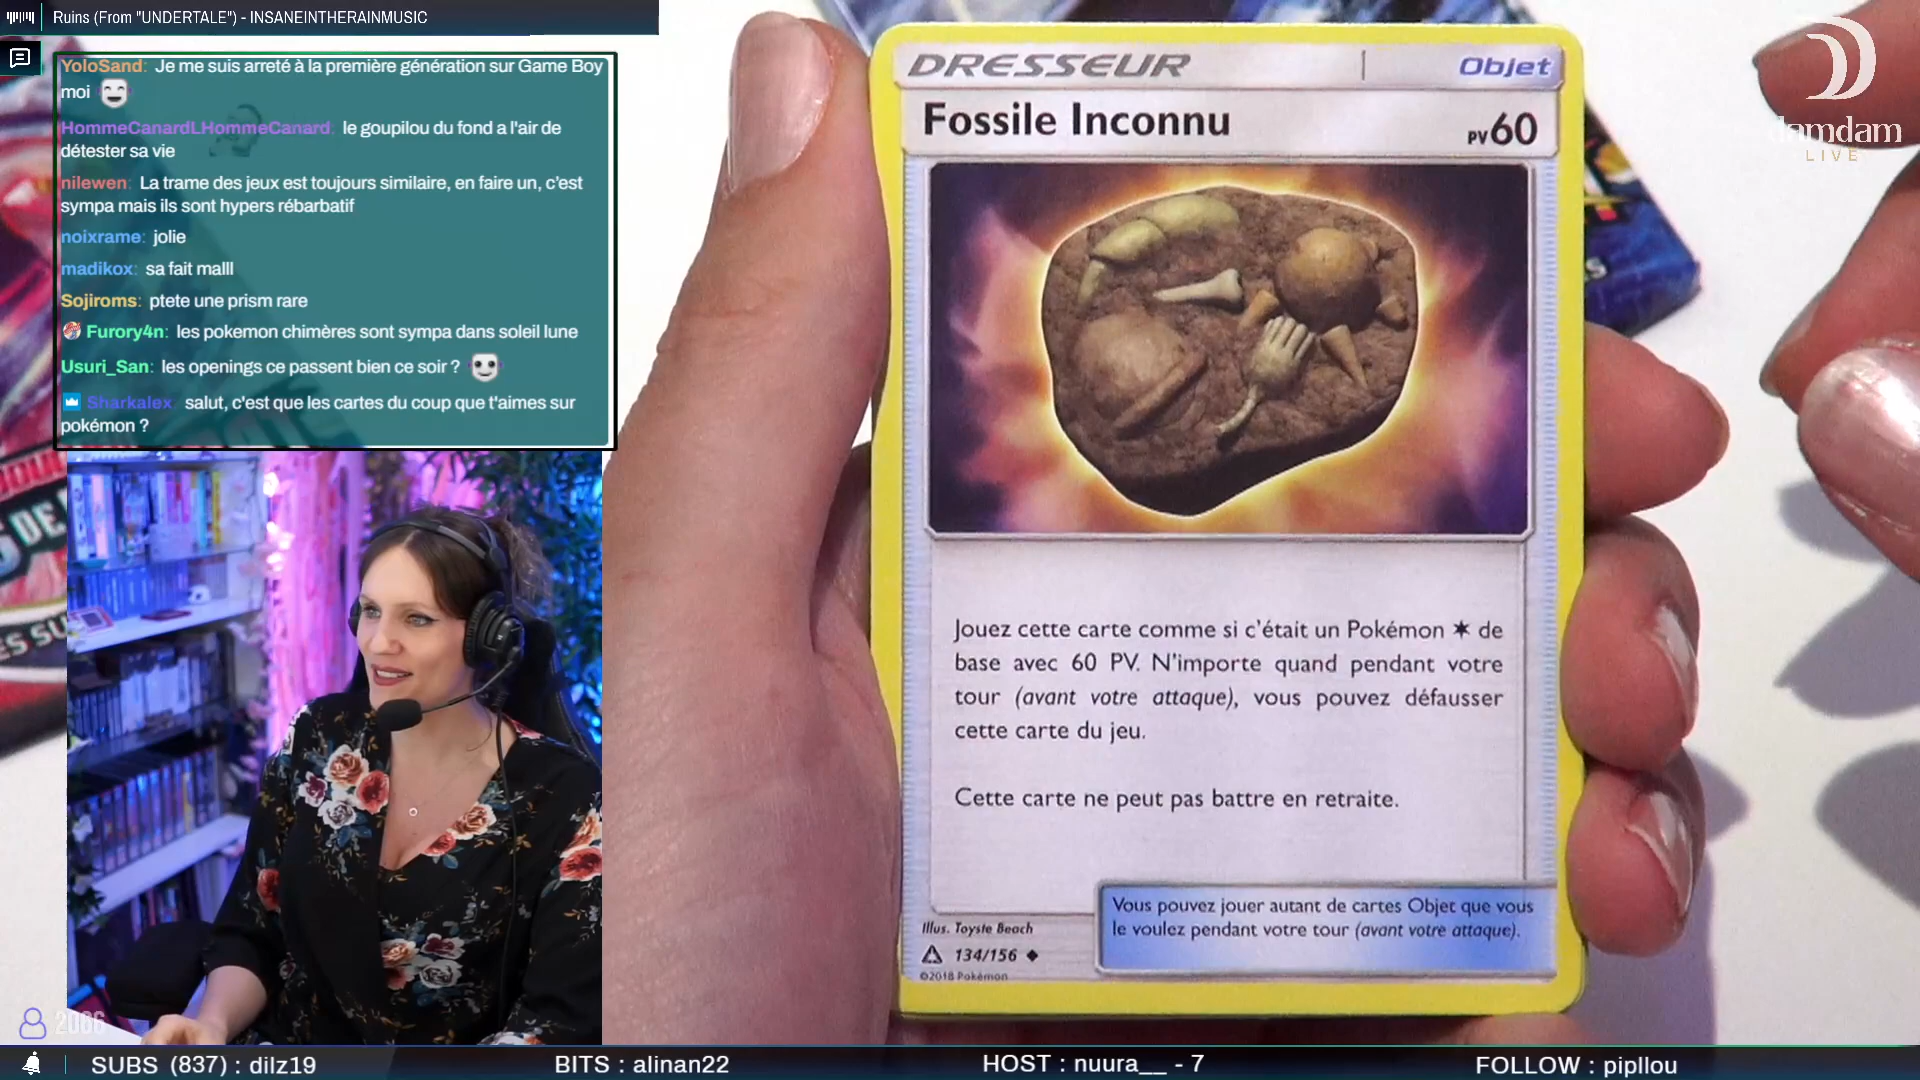 Ruins (From "UNDERTALE") - INSANEINTHERAINMUSIC
YoloSand: Je me suis arreté à la première génération sur Game Boy
moi
HommeCanardLHommeCanard: le goupilou du fond a l'air de
détester sa vie
nilewen: La trame des jeux est toujours similaire, en faire un, c'est
sympa mais ils sont hypers rébarbatif
noixrame: jolie
madikox: sa fait malll
Sojiroms: ptete une prism rare
Furory4n: les pokemon chimères sont sympa dans soleil lune
Usuri_San: les openings ce passent bien ce soir ?
Sharkalex: salut, c'est que les cartes du coup que t'aimes sur
pokémon ?
DRESSEUR Objet
Fossile Inconnu PV60
damdam
LIVE
Jouez cette carte comme si c'était un Pokémon ✶ de
base avec 60 PV. N'importe quand pendant votre
tour (avant votre attaque), vous pouvez défausser
cette carte du jeu.
Cette carte ne peut pas battre en retraite.
Vous pouvez jouer autant de cartes Objet que vous
le voulez pendant votre tour (avant votre attaque).
Illus. Toyste Beach
134/156 ◆
©2018 Pokémon
2006
SUBS (837) : dilz19
BITS : alinan22
HOST : nuura__ - 7
FOLLOW : pipllou